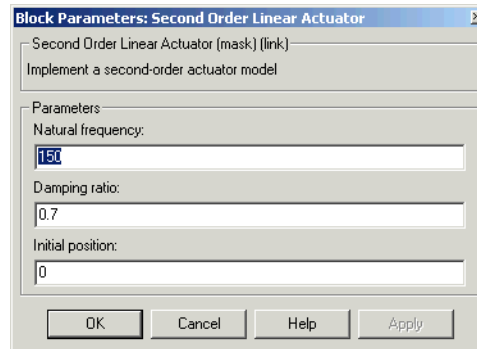 Block Parameters: Second Order Linear Actuator
Second Order Linear Actuator (mask) (link)
Implement a second-order actuator model
Parameters
Natural frequency:
150
Damping ratio:
0.7
Initial position:
0
OK Cancel Help Apply